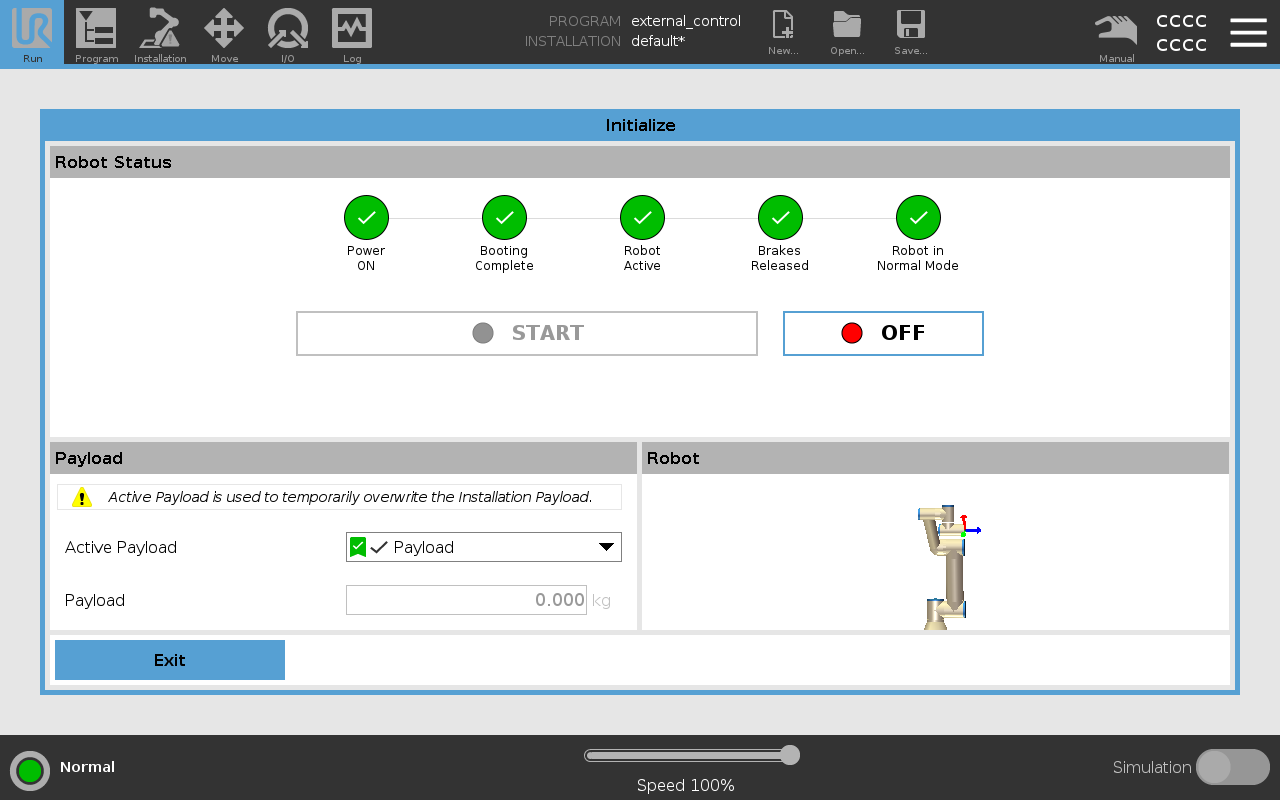 PROGRAM external_control
INSTALLATION default*
CCCC
CCCC
UR
Run
Program
Installation
Move
I/O
Log
New...
Open...
Save...
Manual
Initialize
Robot Status
Power
ON
Booting
Complete
Robot
Active
Brakes
Released
Robot in
Normal Mode
START
OFF
Payload
Robot
Active Payload is used to temporarily overwrite the Installation Payload.
Active Payload
Payload
Payload
0.000 kg
Exit
Normal
Speed 100%
Simulation